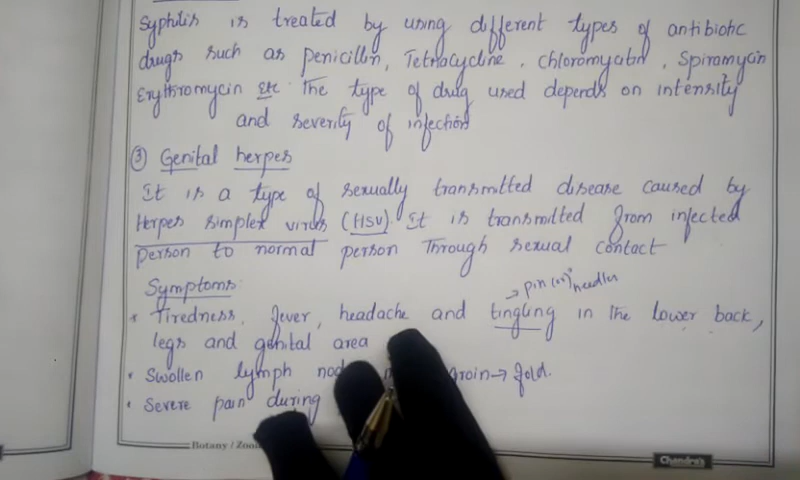 Syphilis is treated by using different types of antibiotic
drugs such as penicillin, Tetracycline, chloromycetin, Spiramycin
Erythromycin Etc. The type of drug used depends on intensity
and severity of infection
③ Genital herpes
It is a type of sexually transmitted disease caused by
Herpes simplex virus (HSV) It is transmitted from infected
person to normal person Through sexual contact
Symptoms
→ pin (or) needles
* Tiredness, fever, headache and tingling in the lower back,
legs and genital area
• Swollen lymph groin → fold.
• Severe pain during
Botany / Zoo
Chandra's